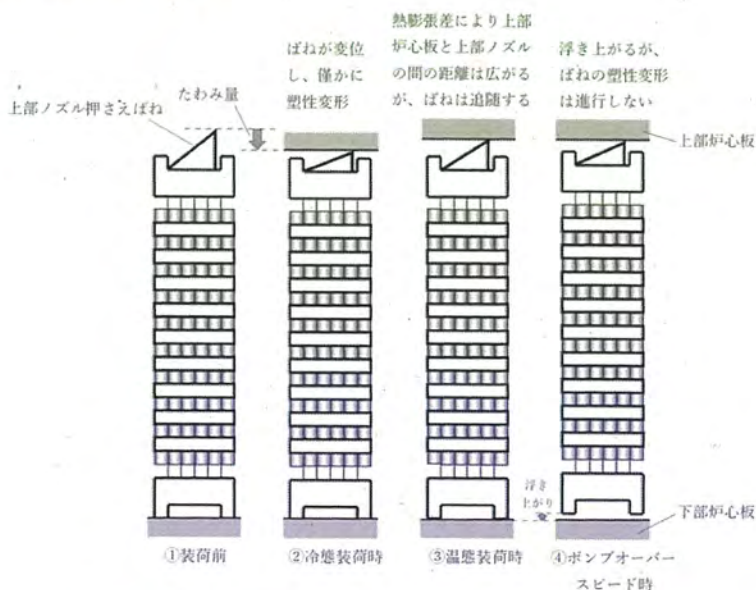 熱膨張差により上部
炉心板と上部ノズル
の間の距離は広がる
が、ばねは追随する
ばねが変位
し、僅かに
塑性変形
浮き上がるが、
ばねの塑性変形
は進行しない
たわみ量
上部ノズル押さえばね
上部炉心板
浮き
上がり
下部炉心板
①装荷前
②冷態装荷時
③温態装荷時
④ポンプオーバー
スピード時